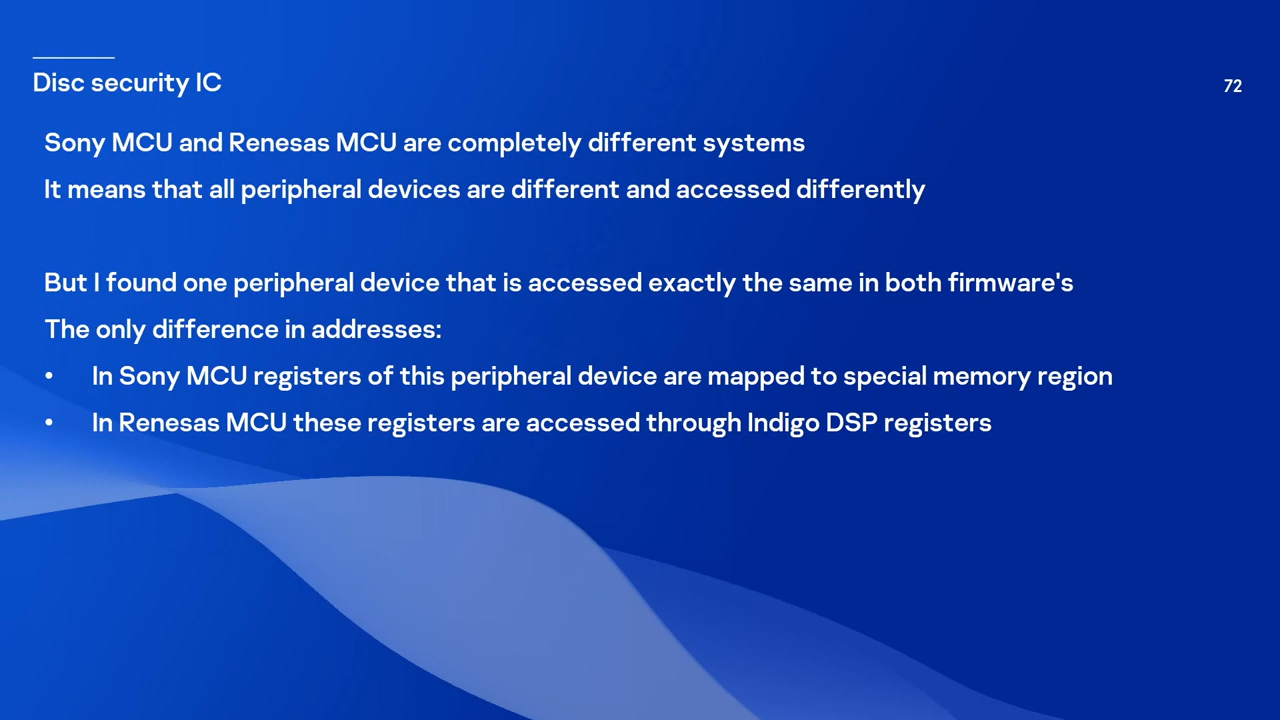 Disc security IC
72
Sony MCU and Renesas MCU are completely different systems
It means that all peripheral devices are different and accessed differently
But I found one peripheral device that is accessed exactly the same in both firmware's
The only difference in addresses:
• In Sony MCU registers of this peripheral device are mapped to special memory region
• In Renesas MCU these registers are accessed through Indigo DSP registers